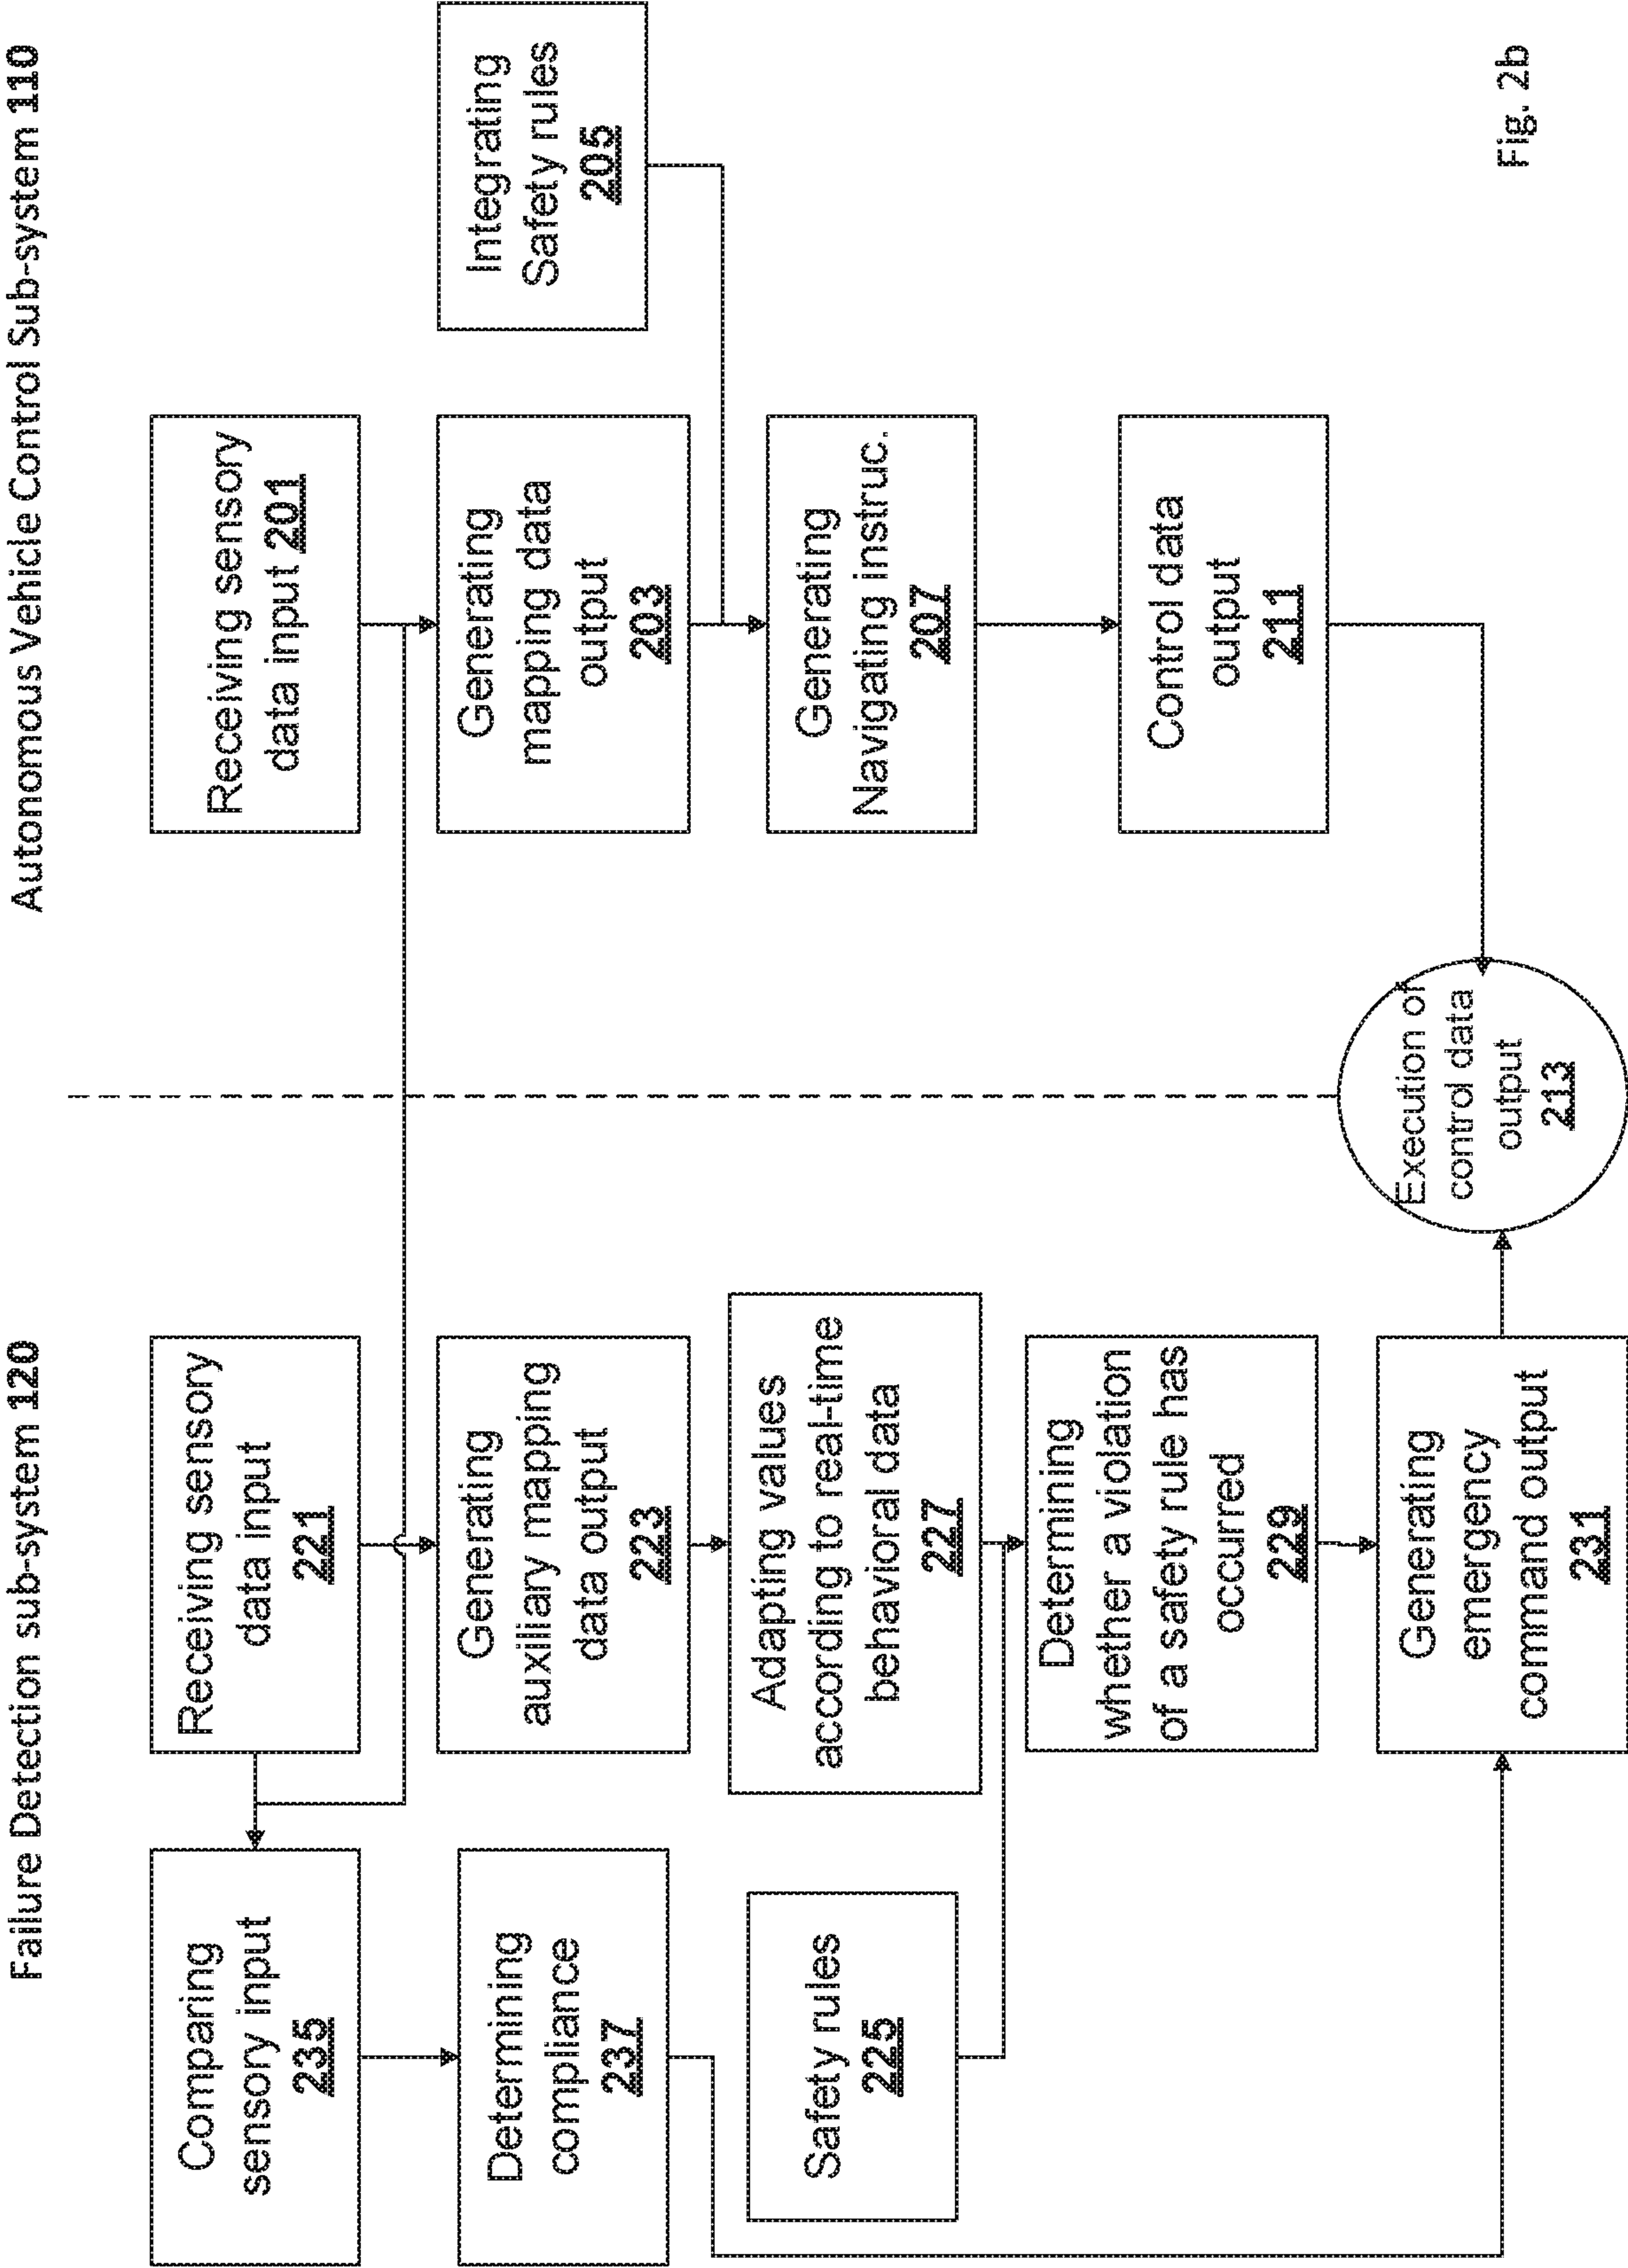 Failure Detection sub-system 120
Autonomous Vehicle Control Sub-system 110
Comparing
sensory input
235
Determining
compliance
237
Safety rules
225
Receiving sensory
data input
221
Generating
auxiliary mapping
data output
223
Adapting values
according to real-time
behavioral data
227
Determining
whether a violation
of a safety rule has
occurred
229
Generating
emergency
command output
231
Execution of
control data
output
213
Receiving sensory
data input 201
Generating
mapping data
output
203
Generating
Navigating instruc.
207
Control data
output
211
Integrating
Safety rules
205
Fig. 2b